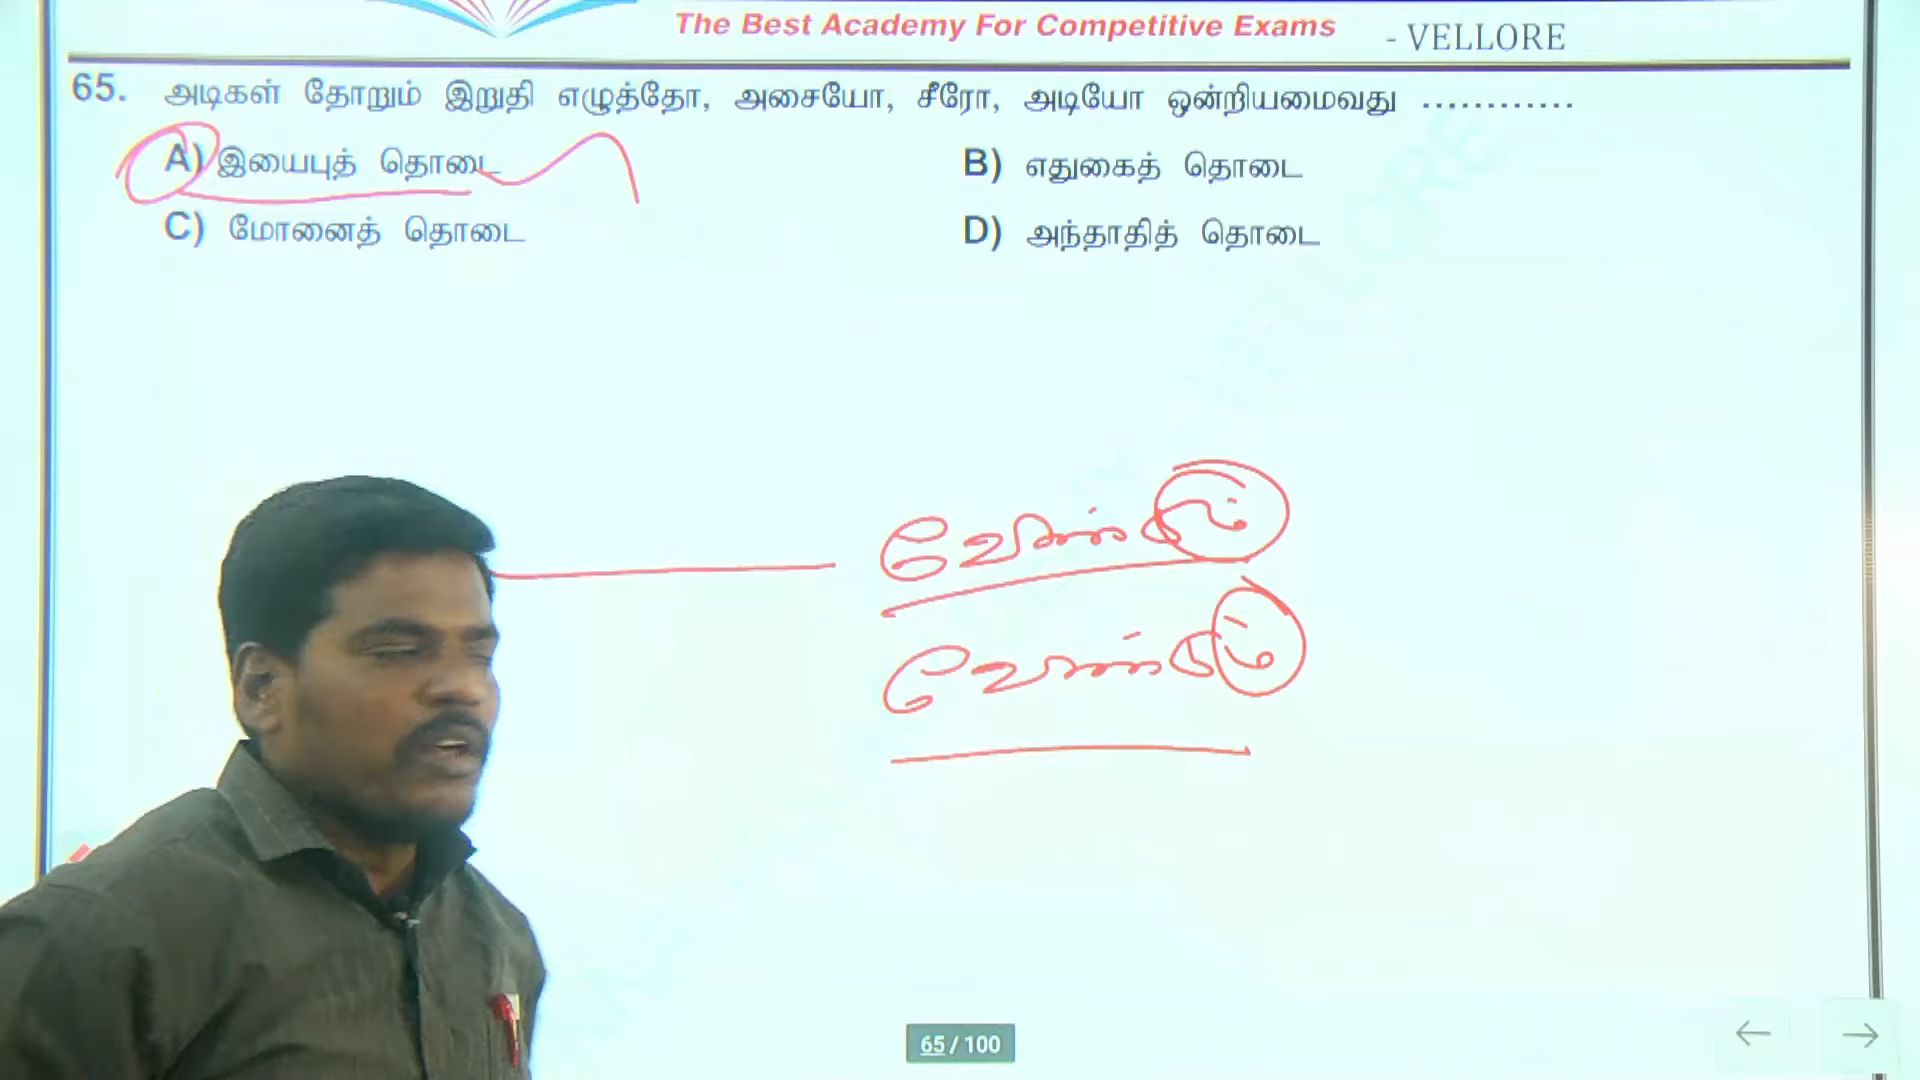 The Best Academy For Competitive Exams - VELLORE
65. அடிகள் தோறும் இறுதி எழுத்தோ, அசையோ, சீரோ, அடியோ ஒன்றியமைவது ............
A) இயைபுத் தொடை B) எதுகைத் தொடை
C) மோனைத் தொடை D) அந்தாதித் தொடை
வேண்டும்
வேண்டும்
65 / 100